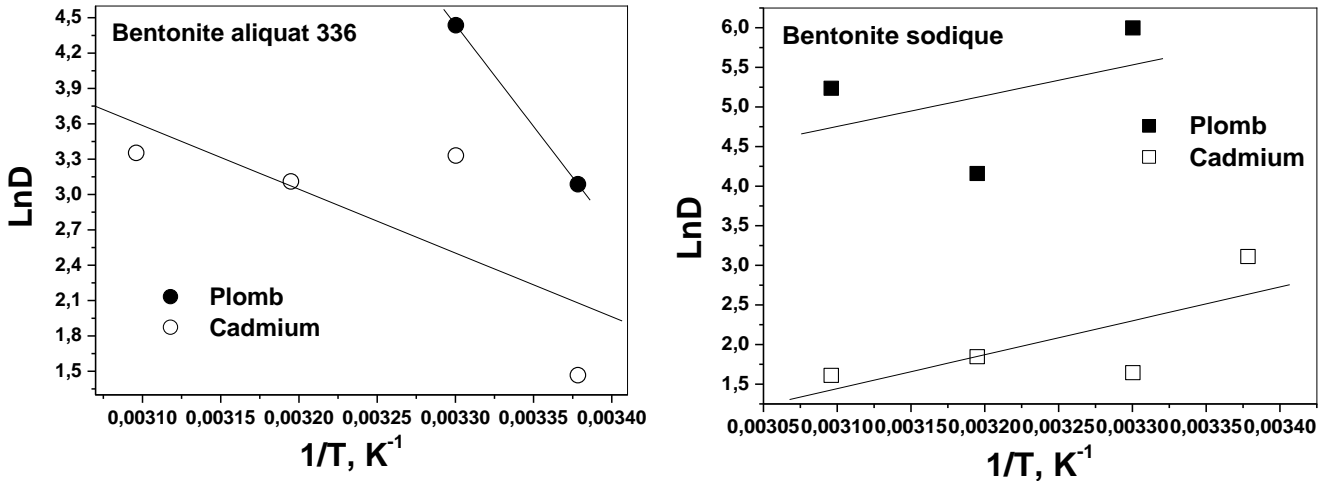 Bentonite aliquat 336
4,5
4,2
3,9
3,6
3,3
3,0
2,7
2,4
2,1
1,8
1,5
LnD
Plomb
Cadmium
0,00310 0,00315 0,00320 0,00325 0,00330 0,00335 0,00340
1/T, K⁻¹
Bentonite sodique
6,0
5,5
5,0
4,5
4,0
3,5
3,0
2,5
2,0
1,5
LnD
Plomb
Cadmium
0,00305 0,00310 0,00315 0,00320 0,00325 0,00330 0,00335 0,00340
1/T, K⁻¹